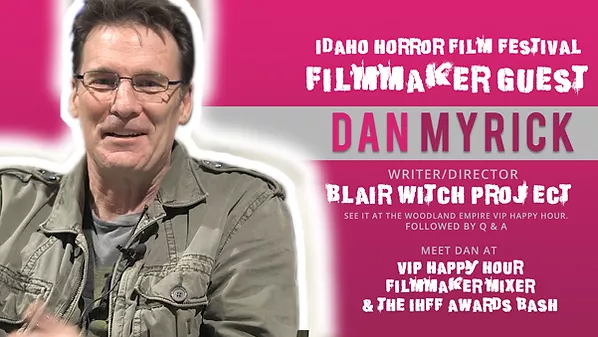 IDAHO HORROR FILM FESTIVAL
FILMMAKER GUEST
DAN MYRICK
WRITER/DIRECTOR
BLAIR WITCH PROJECT
SEE IT AT THE WOODLAND EMPIRE VIP HAPPY HOUR.
FOLLOWED BY Q & A
MEET DAN AT
VIP HAPPY HOUR
FILMMAKER MIXER
& THE IHFF AWARDS BASH